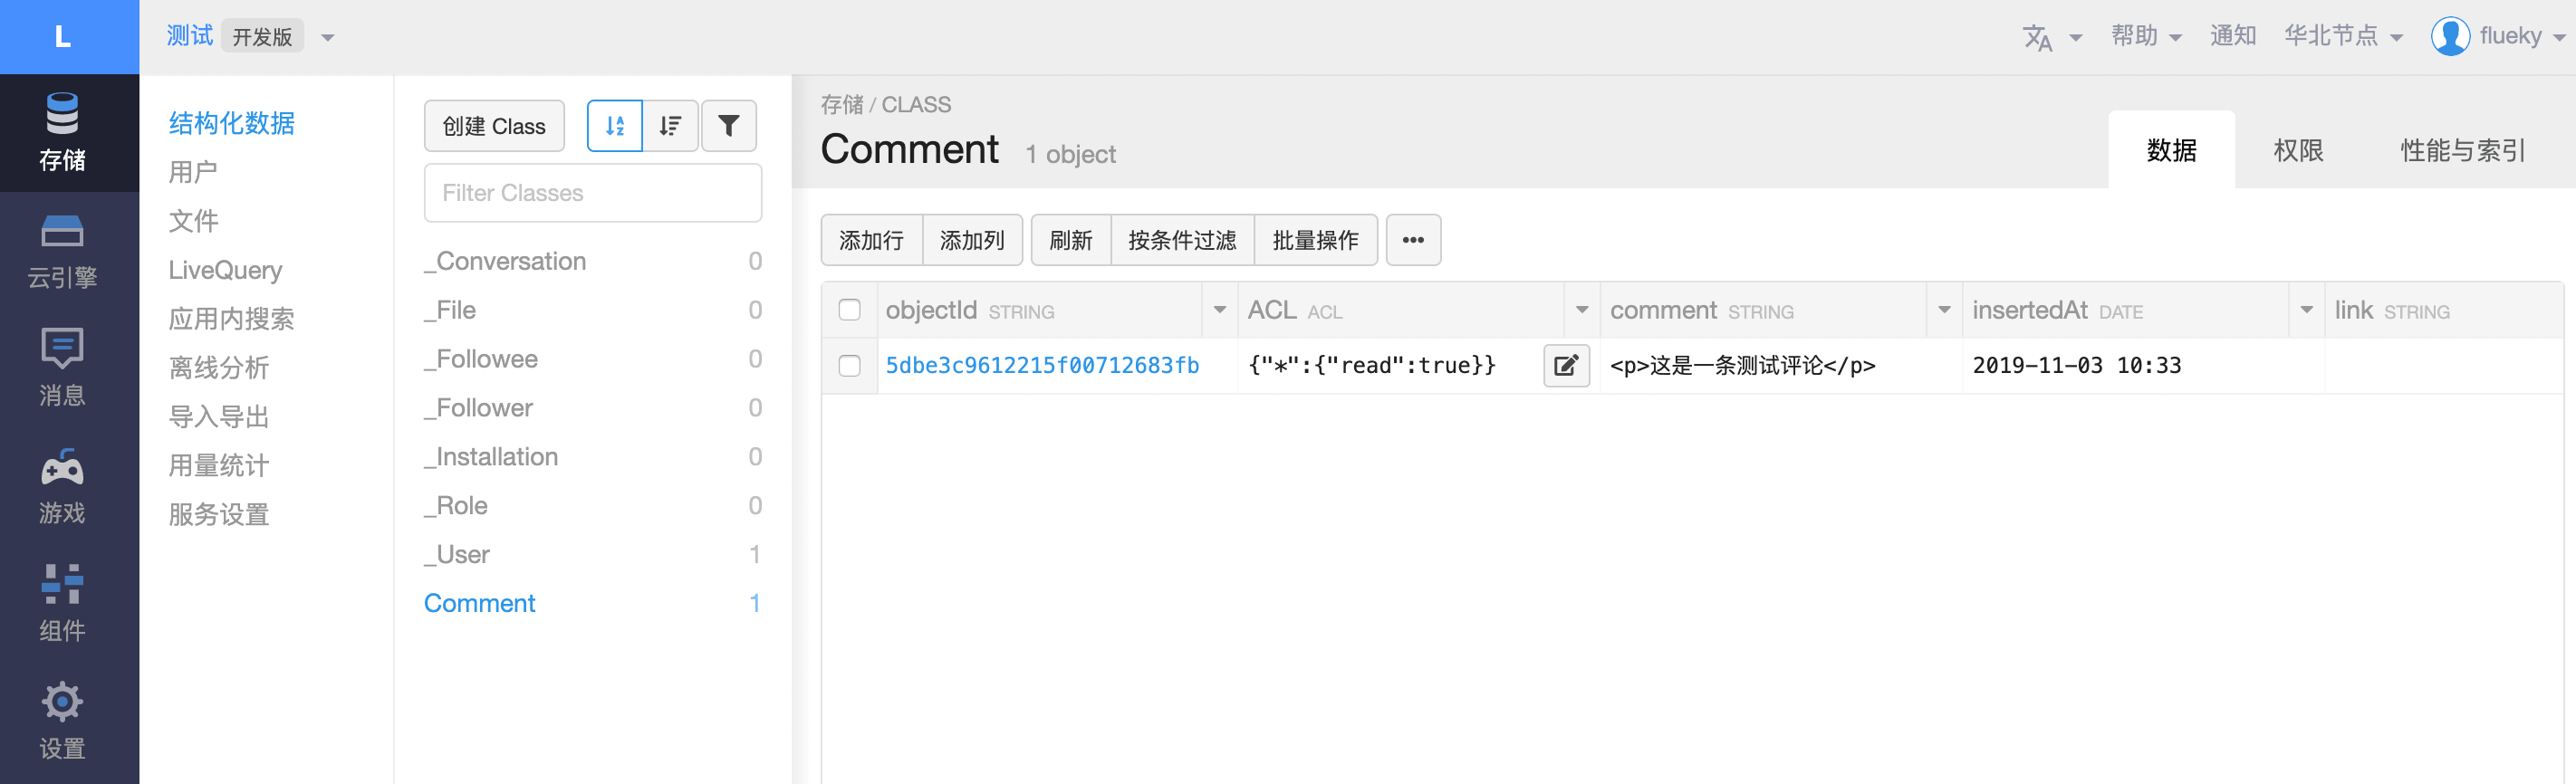 L
测试 开发版
帮助 通知 华北节点 flueky
存储
云引擎
消息
游戏
组件
设置
结构化数据
用户
文件
LiveQuery
应用内搜索
离线分析
导入导出
用量统计
服务设置
创建 Class
Filter Classes
_Conversation 0
_File 0
_Followee 0
_Follower 0
_Installation 0
_Role 0
_User 1
Comment 1
存储 / CLASS
Comment 1 object
数据 权限 性能与索引
添加行 添加列 刷新 按条件过滤 批量操作 •••
objectId STRING ACL ACL comment STRING insertedAt DATE link STRING
5dbe3c9612215f00712683fb {"*":{"read":true}} <p>这是一条测试评论</p> 2019-11-03 10:33